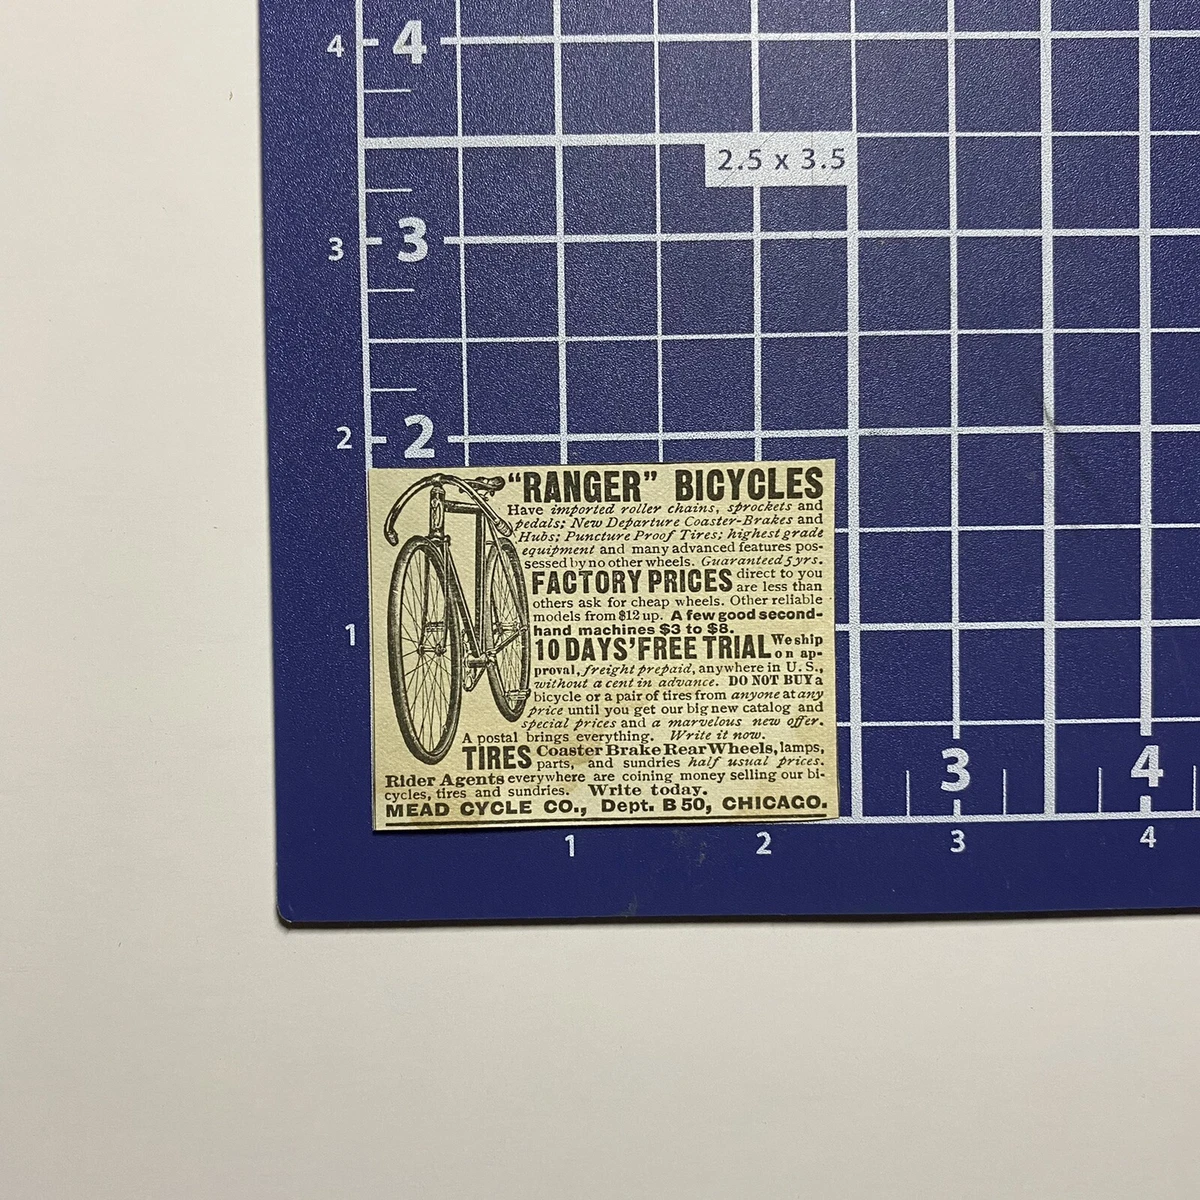 4 4
2.5 x 3.5
3 3
2 2
"RANGER" BICYCLES
Have imported roller chains, sprockets and
pedals; New Departure Coaster-Brakes and
Hubs; Puncture Proof Tires; highest grade
equipment and many advanced features pos-
sessed by no other wheels. Guaranteed 5 yrs.
FACTORY PRICES direct to you
are less than
others ask for cheap wheels. Other reliable
models from $12 up. A few good second-
hand machines $3 to $8.
10 DAYS' FREE TRIAL We ship
on ap-
proval, freight prepaid, anywhere in U. S.,
without a cent in advance. DO NOT BUY a
bicycle or a pair of tires from anyone at any
price until you get our big new catalog and
special prices and a marvelous new offer.
A postal brings everything. Write it now.
TIRES Coaster Brake Rear Wheels, lamps,
parts, and sundries half usual prices.
Rider Agents everywhere are coining money selling our bi-
cycles, tires and sundries. Write today.
MEAD CYCLE CO., Dept. B 50, CHICAGO.
1
3 4
1 2 3 4